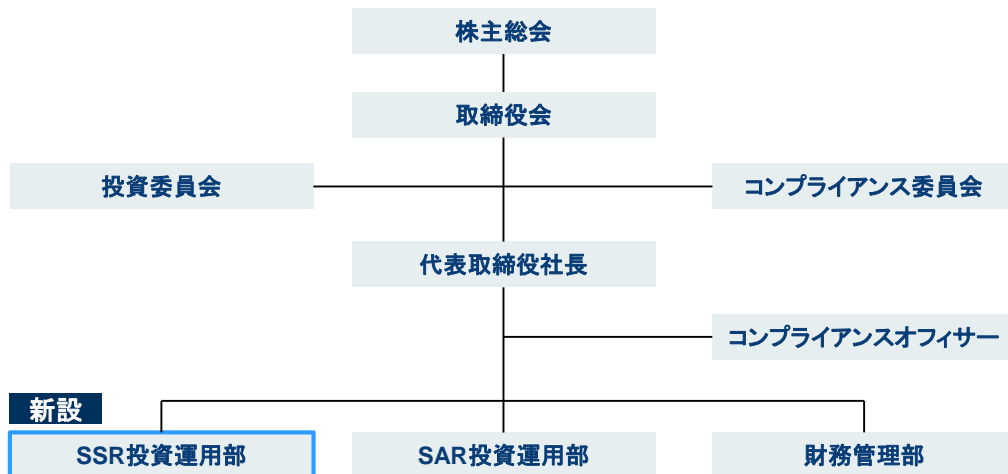 株主総会
取締役会
投資委員会
コンプライアンス委員会
代表取締役社長
コンプライアンスオフィサー
新設
SSR投資運用部
SAR投資運用部
財務管理部